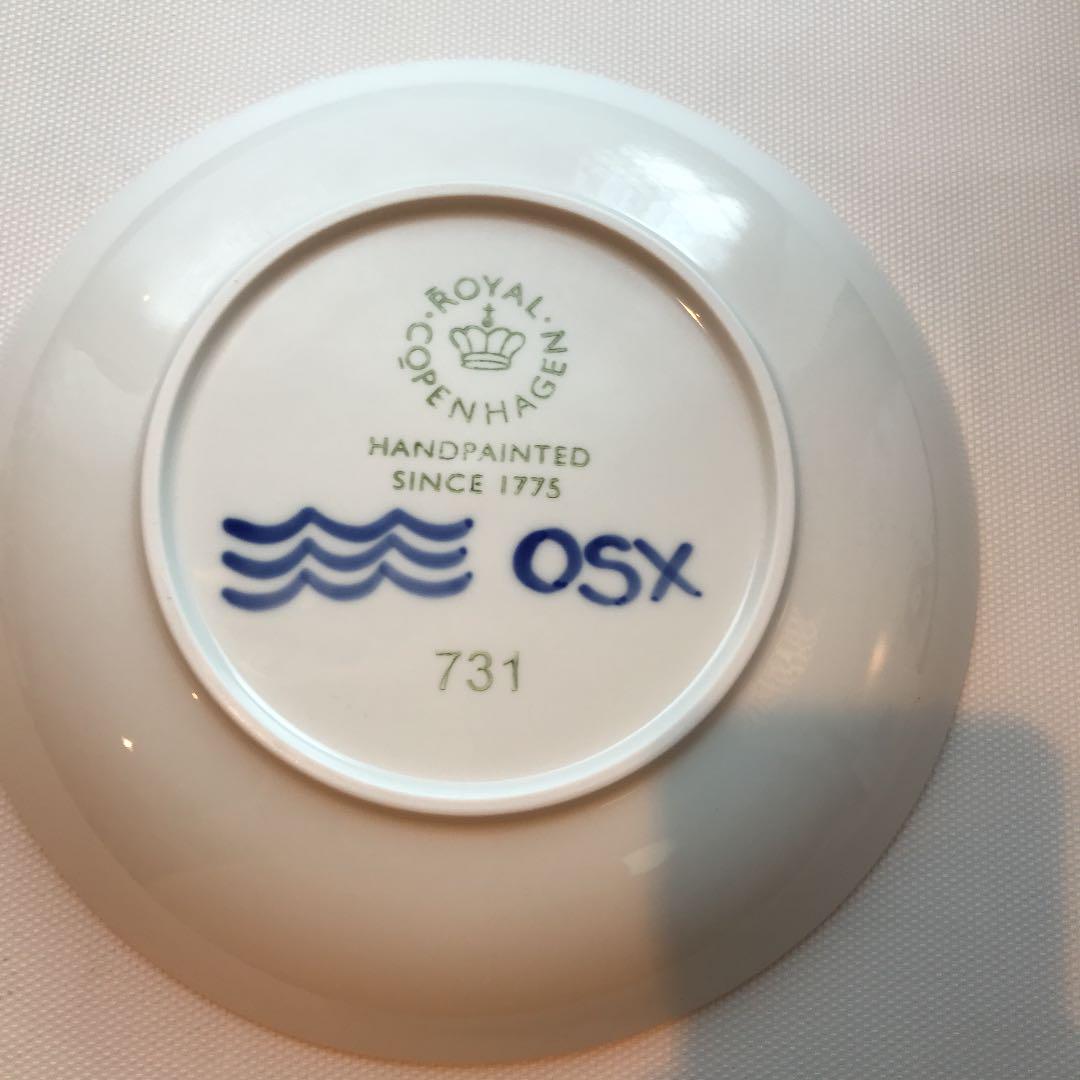 ROYAL
COPENHAGEN
HANDPAINTED
SINCE 1775
OSX
731